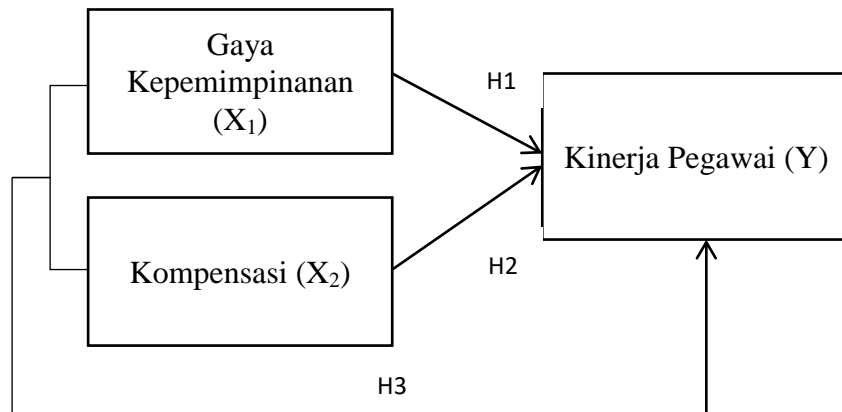 Gaya
Kepemimpinanan
(X₁)
H1
Kinerja Pegawai (Y)
Kompensasi (X₂)
H2
H3